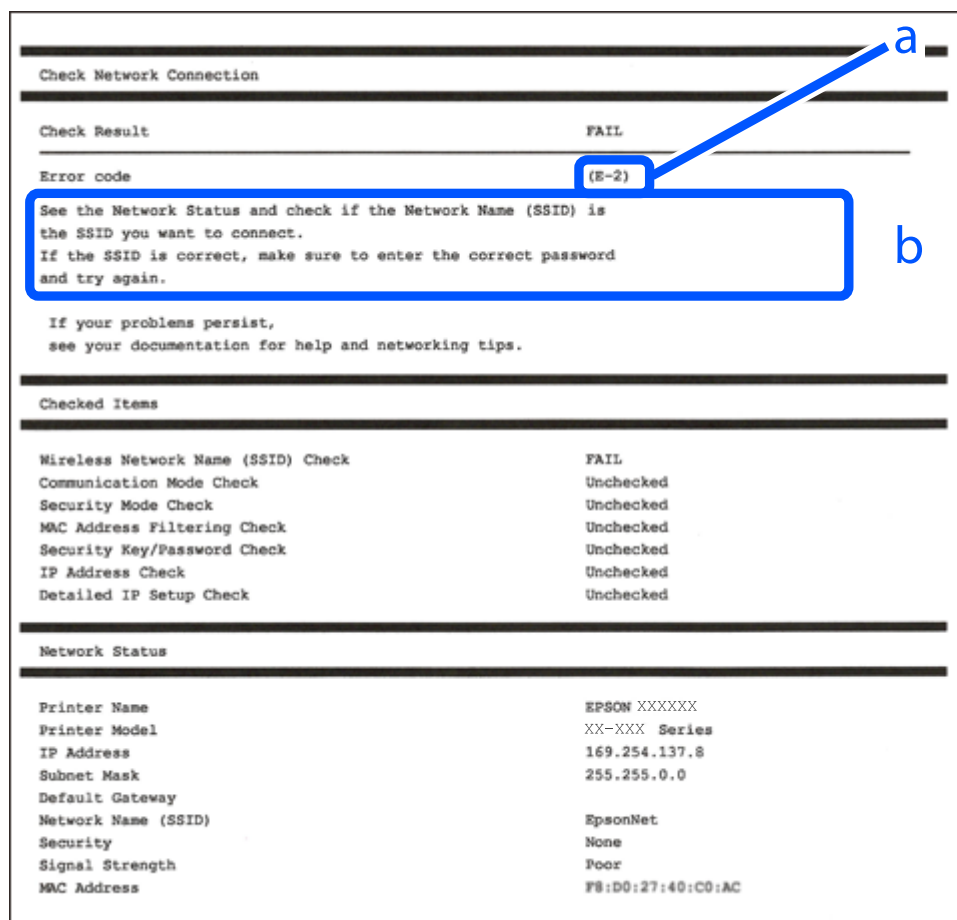 a
Check Network Connection
Check Result FAIL
Error code (E-2)
See the Network Status and check if the Network Name (SSID) is
the SSID you want to connect.
If the SSID is correct, make sure to enter the correct password
and try again.
b
If your problems persist,
see your documentation for help and networking tips.
Checked Items
Wireless Network Name (SSID) Check FAIL
Communication Mode Check Unchecked
Security Mode Check Unchecked
MAC Address Filtering Check Unchecked
Security Key/Password Check Unchecked
IP Address Check Unchecked
Detailed IP Setup Check Unchecked
Network Status
Printer Name EPSON XXXXXX
Printer Model XX-XXX Series
IP Address 169.254.137.8
Subnet Mask 255.255.0.0
Default Gateway
Network Name (SSID) EpsonNet
Security None
Signal Strength Poor
MAC Address F8:D0:27:40:C0:AC